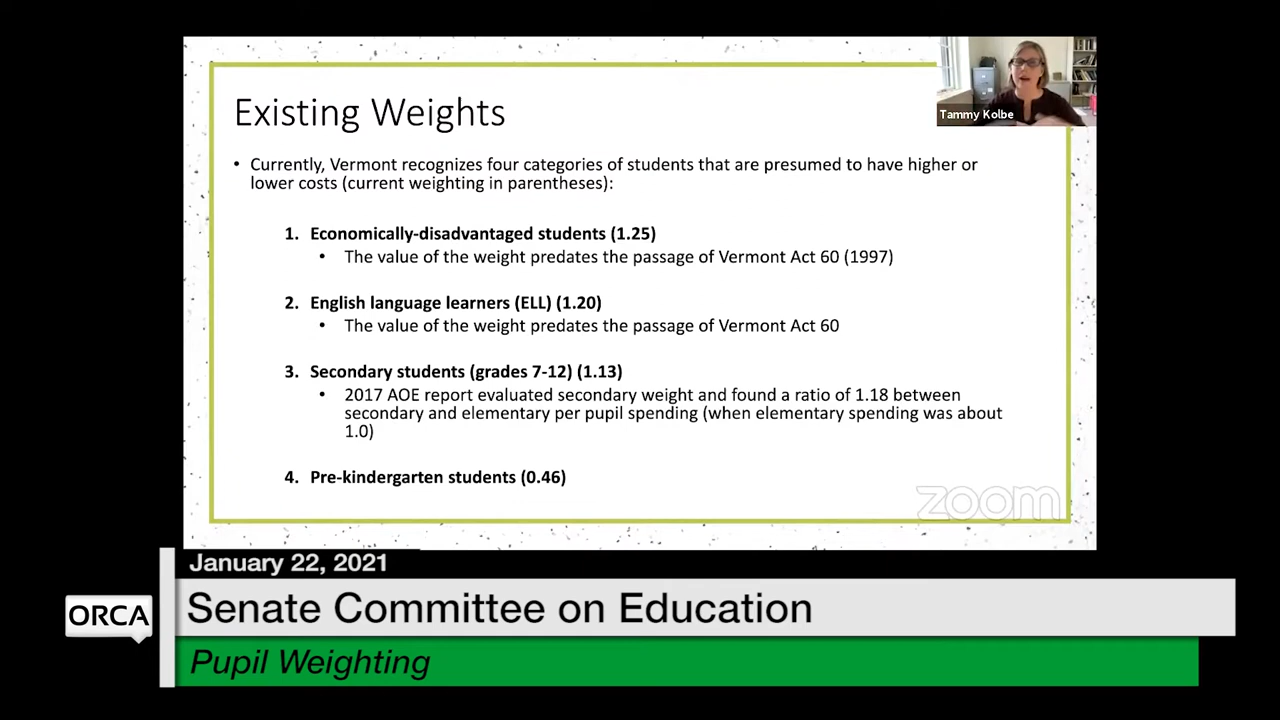 Existing Weights
Tammy Kolbe
• Currently, Vermont recognizes four categories of students that are presumed to have higher or
lower costs (current weighting in parentheses):
1. Economically-disadvantaged students (1.25)
• The value of the weight predates the passage of Vermont Act 60 (1997)
2. English language learners (ELL) (1.20)
• The value of the weight predates the passage of Vermont Act 60
3. Secondary students (grades 7-12) (1.13)
• 2017 AOE report evaluated secondary weight and found a ratio of 1.18 between
secondary and elementary per pupil spending (when elementary spending was about
1.0)
4. Pre-kindergarten students (0.46)
zoom
January 22, 2021
ORCA
Senate Committee on Education
Pupil Weighting